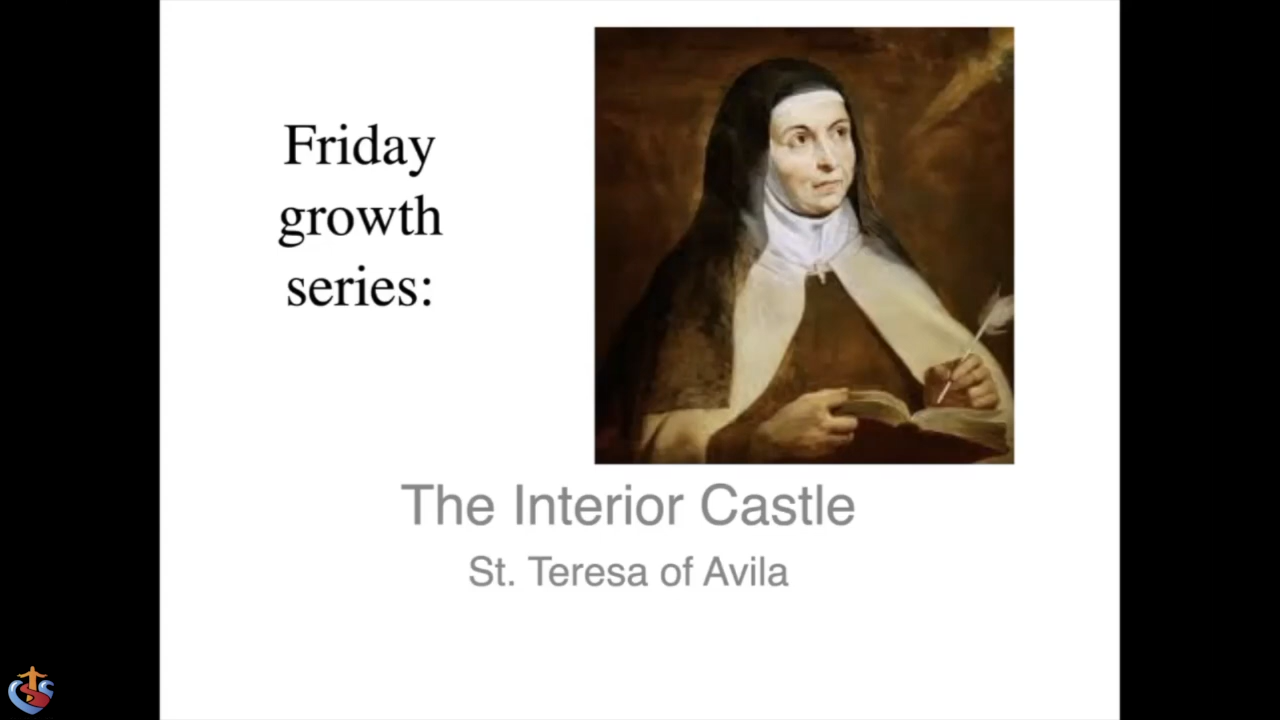 Friday
growth
series:
The Interior Castle
St. Teresa of Avila